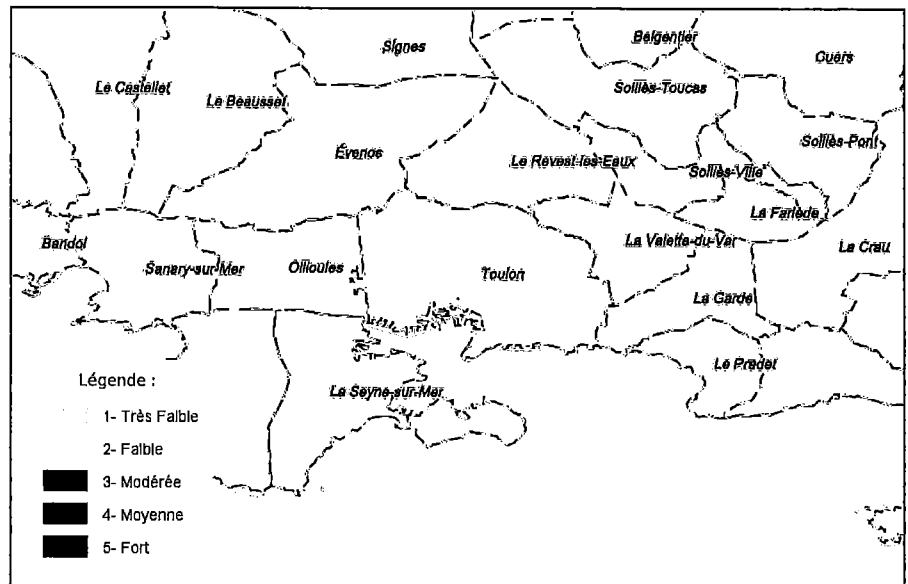 Signes
Belgentier
Cuers
Le Castellet
Le Beausset
Solliès-Toucas
Évenos
Le Revest-les-Eaux
Solliès-Pont
Solliès-Ville
La Farlède
Bandol
Sanary-sur-Mer
Ollioules
Toulon
La Valette-du-Var
La Crau
La Garde
Le Pradet
La Seyne-sur-Mer
Légende :
1- Très Faible
2- Faible
3- Modérée
4- Moyenne
5- Fort